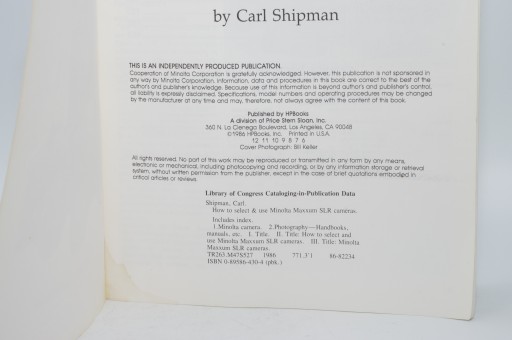 by Carl Shipman
THIS IS AN INDEPENDENTLY PRODUCED PUBLICATION.
Cooperation of Minolta Corporation is gratefully acknowledged. However, this publication is not sponsored
in any way by Minolta Corporation. Information, data and procedures in this book are correct to the best of the
author's and publisher's knowledge. Because use of this information is beyond author's and publisher's control,
all liability is expressly disclaimed. Specifications, model numbers and operating procedures may be changed
by the manufacturer at any time and may, therefore, not always agree with the content of this book.
Published by HPBooks
A division of Price Stern Sloan, Inc.
360 N. La Cienega Boulevard, Los Angeles, CA 90048
©1986 HPBooks, Inc. Printed in U.S.A.
12 11 10 9 8 7 6
Cover Photograph: Bill Keller
All rights reserved. No part of this work may be reproduced or transmitted in any form by any means,
electronic or mechanical, including photocopying and recording, or by any information storage or retrieval
system, without written permission from the publisher, except in the case of brief quotations embodied in
critical articles or reviews.
Library of Congress Cataloging-in-Publication Data
Shipman, Carl.
How to select & use Minolta Maxxum SLR cameras.
Includes index.
1.Minolta camera. 2.Photography—Handbooks,
manuals, etc. I. Title. II. Title: How to select and
use Minolta Maxxum SLR cameras. III. Title: Minolta
Maxxum SLR cameras.
TR263.M47S527 1986 771.3'1 86-82234
ISBN 0-89586-430-4 (pbk.)